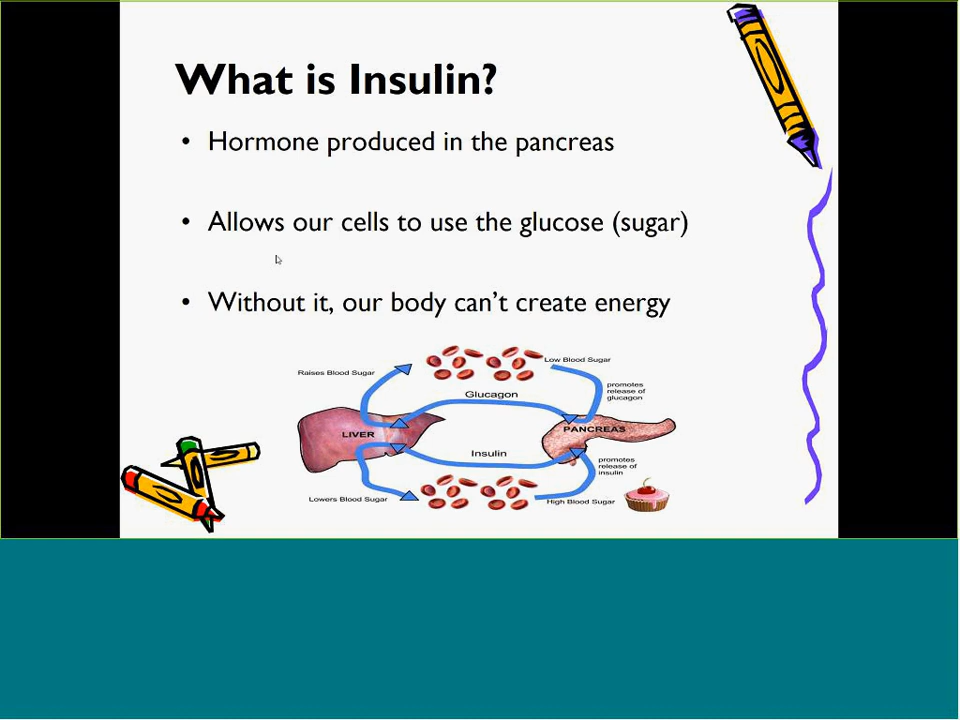 What is Insulin?
• Hormone produced in the pancreas
• Allows our cells to use the glucose (sugar)
• Without it, our body can't create energy
Low Blood Sugar
Raises Blood Sugar
promotes
release of
glucagon
Glucagon
LIVER
PANCREAS
Insulin
promotes
release of
insulin
Lowers Blood Sugar
High Blood Sugar